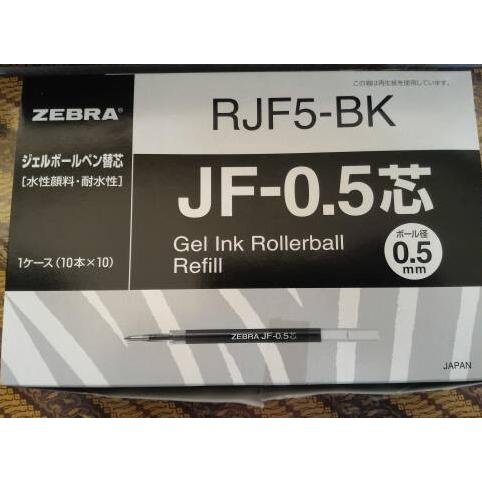 この箱は再生紙を使用しています。
ZEBRA®
RJF5-BK
ジェルボールペン替芯
[水性顔料・耐水性]
JF-0.5芯
Gel Ink Rollerball
Refill
ボール径
0.5
mm
1ケース(10本×10)
ZEBRA JF-0.5芯
JAPAN